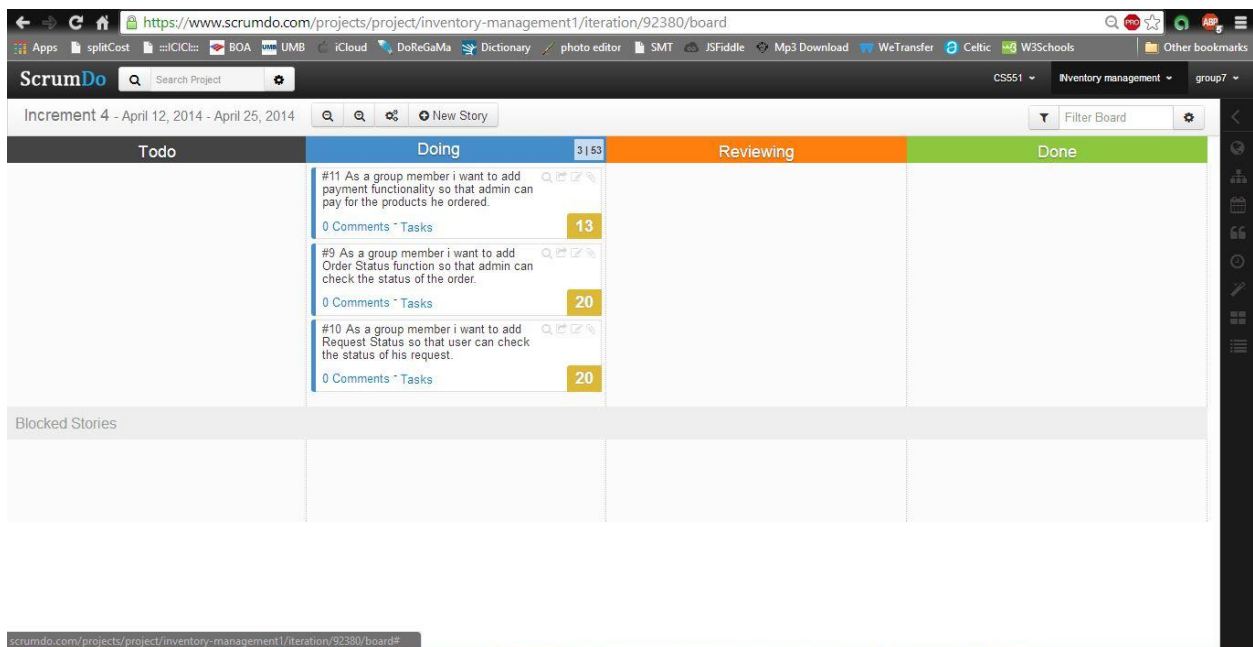 https://www.scrumdo.com/projects/project/inventory-management1/iteration/92380/board
PRO ABP
Apps splitCost :::ICICI::: BOA UMB UMB iCloud DoReGaMa Dictionary photo editor SMT JSFiddle Mp3 Download WeTransfer Celtic W3Schools Other bookmarks
ScrumDo Search Project CS551 INventory management group7
Increment 4 - April 12, 2014 - April 25, 2014 New Story Filter Board
Todo Doing 3 | 53 Reviewing Done
#11 As a group member i want to add
payment functionality so that admin can
pay for the products he ordered.
0 Comments Tasks 13
#9 As a group member i want to add
Order Status function so that admin can
check the status of the order.
0 Comments Tasks 20
#10 As a group member i want to add
Request Status so that user can check
the status of his request.
0 Comments Tasks 20
Blocked Stories
scrumdo.com/projects/project/inventory-management1/iteration/92380/board#